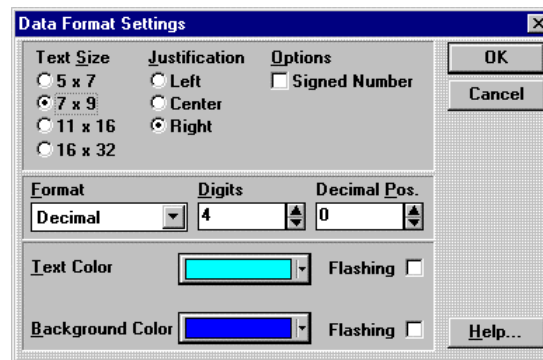 Data Format Settings
Text Size Justification Options
5 x 7 Left Signed Number
7 x 9 Center
11 x 16 Right
16 x 32
OK
Cancel
Format Digits Decimal Pos.
Decimal 4 0
Text Color Flashing
Background Color Flashing
Help...